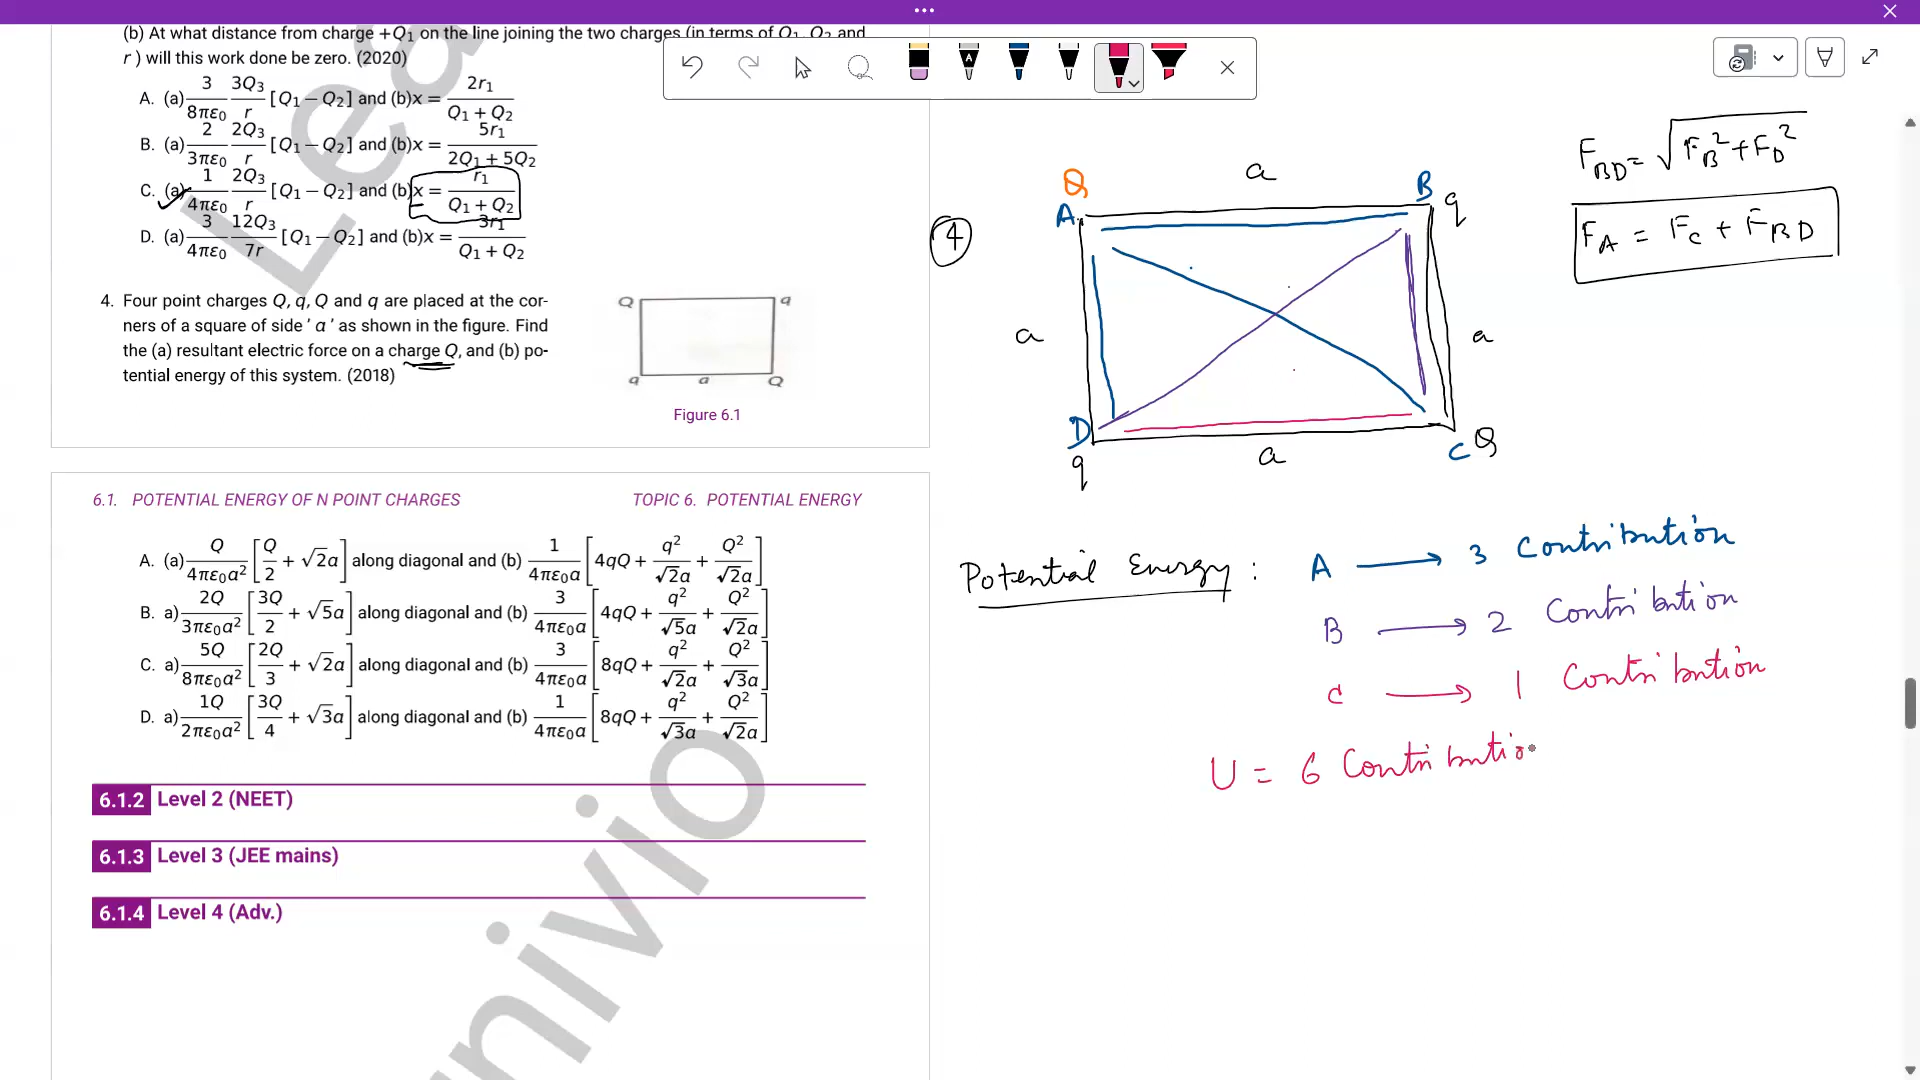 (b) At what distance from charge +Q₁ on the line joining the two charges (in terms of Q₁, Q₂ and
r ) will this work done be zero. (2020)
A. (a) 3/8πε₀ 3Q₃/r [Q₁ − Q₂] and (b)x = 2r₁/Q₁ + Q₂
B. (a) 2/3πε₀ 2Q₃/r [Q₁ − Q₂] and (b)x = 5r₁/2Q₁ + 5Q₂
C. (a) 1/4πε₀ 2Q₃/r [Q₁ − Q₂] and (b)x = r₁/Q₁ + Q₂
D. (a) 3/4πε₀ 12Q₃/7r [Q₁ − Q₂] and (b)x = 3r₁/Q₁ + Q₂
4. Four point charges Q, q, Q and q are placed at the cor-
ners of a square of side ' a ' as shown in the figure. Find
the (a) resultant electric force on a charge Q, and (b) po-
tential energy of this system. (2018)
Q q
q a Q
Figure 6.1
6.1. POTENTIAL ENERGY OF N POINT CHARGES TOPIC 6. POTENTIAL ENERGY
A. (a) Q/4πε₀a² [Q/2 + √2a] along diagonal and (b) 1/4πε₀a [4qQ + q²/√2a + Q²/√2a]
B. a) 2Q/3πε₀a² [3Q/2 + √5a] along diagonal and (b) 3/4πε₀a [4qQ + q²/√5a + Q²/√2a]
C. a) 5Q/8πε₀a² [2Q/3 + √2a] along diagonal and (b) 3/4πε₀a [8qQ + q²/√2a + Q²/√3a]
D. a) 1Q/2πε₀a² [3Q/4 + √3a] along diagonal and (b) 1/4πε₀a [8qQ + q²/√3a + Q²/√2a]
6.1.2 Level 2 (NEET)
6.1.3 Level 3 (JEE mains)
6.1.4 Level 4 (Adv.)
nivio
4
Q a B q
A
a a
D a C Q
q
F_BD = √F_B² + F_D²
F_A = F_C + F_BD
Potential Energy : A → 3 Contribution
B → 2 Contribution
C → 1 Contribution
U = 6 Contributio